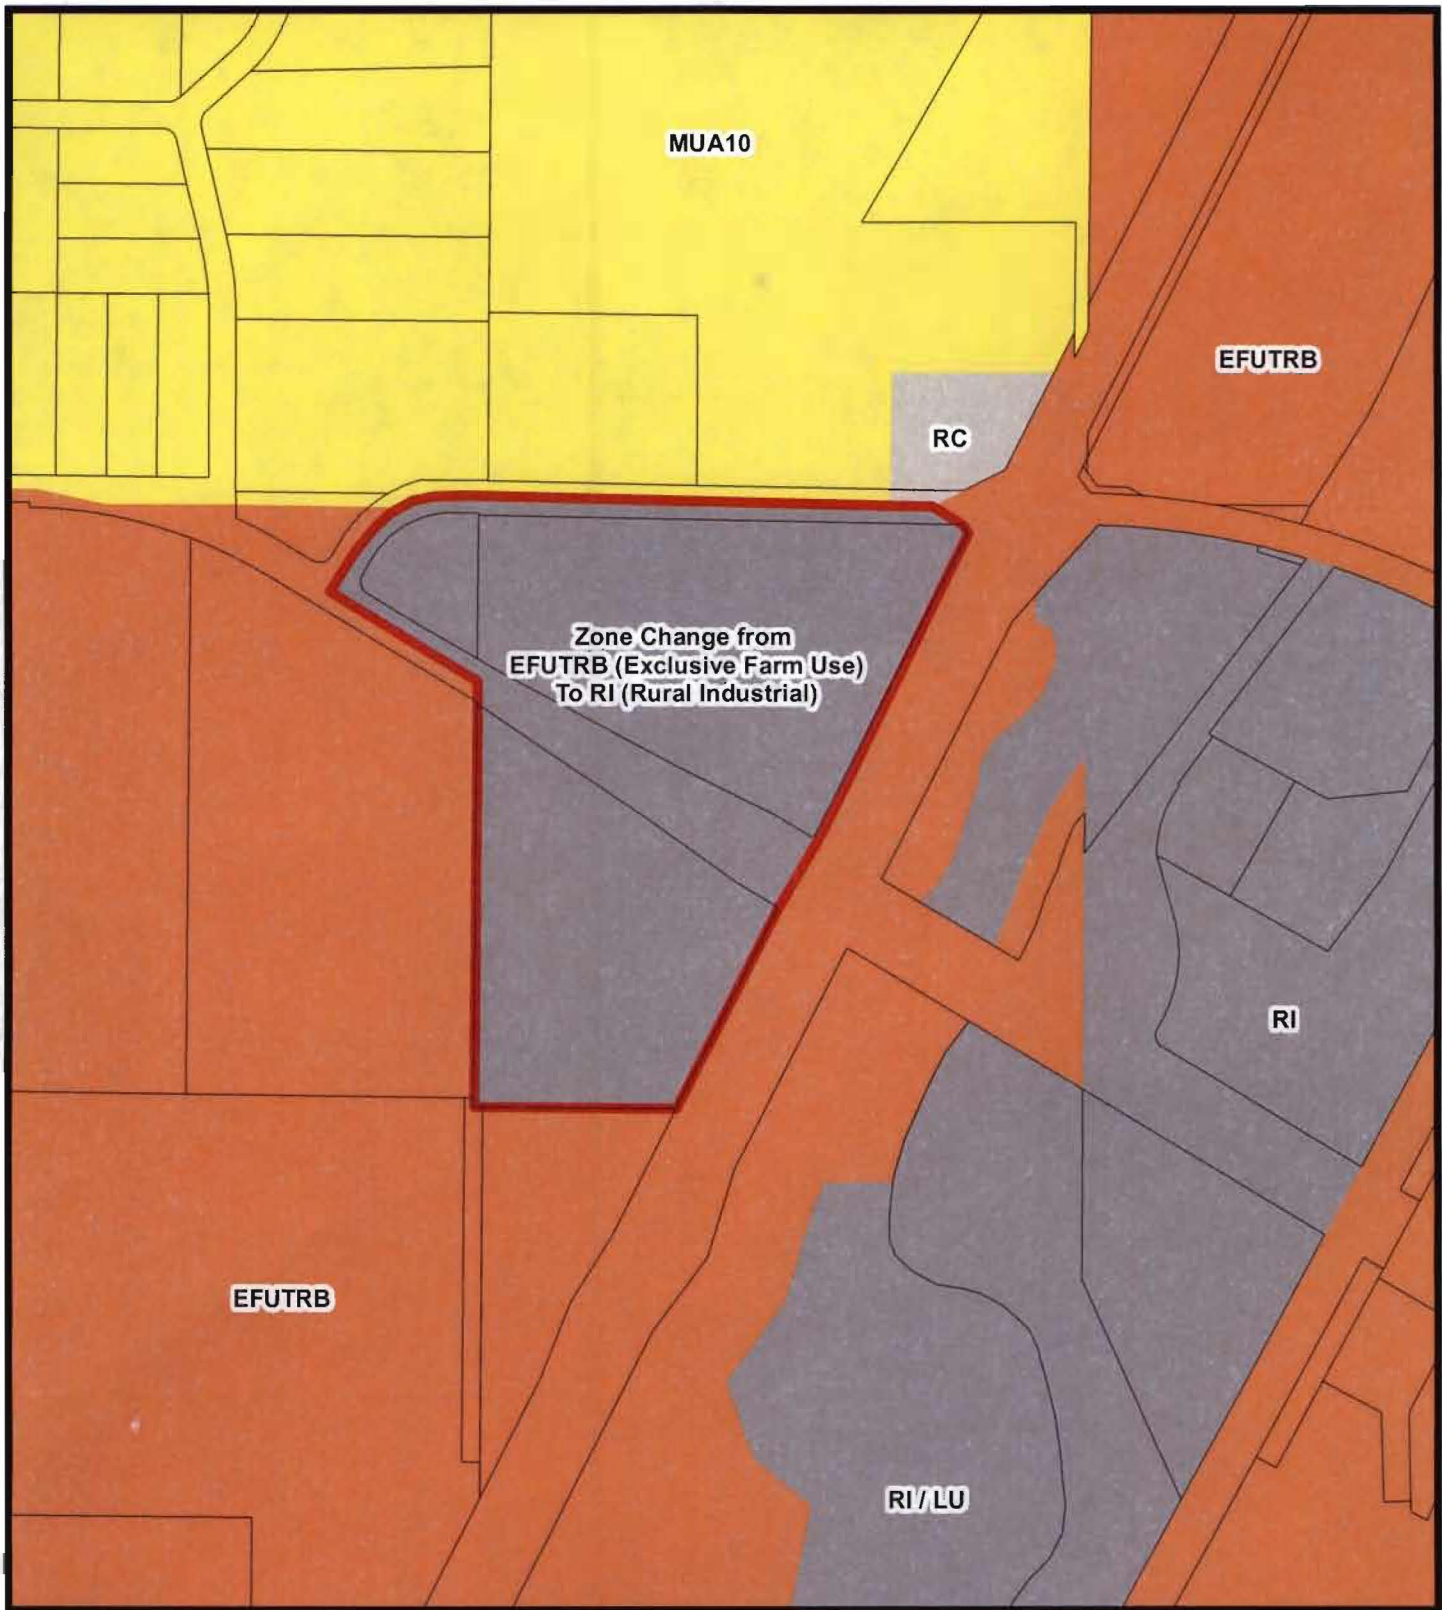 MUA10
EFUTRB
RC
Zone Change from
EFUTRB (Exclusive Farm Use)
To RI (Rural Industrial)
RI
EFUTRB
RI / LU